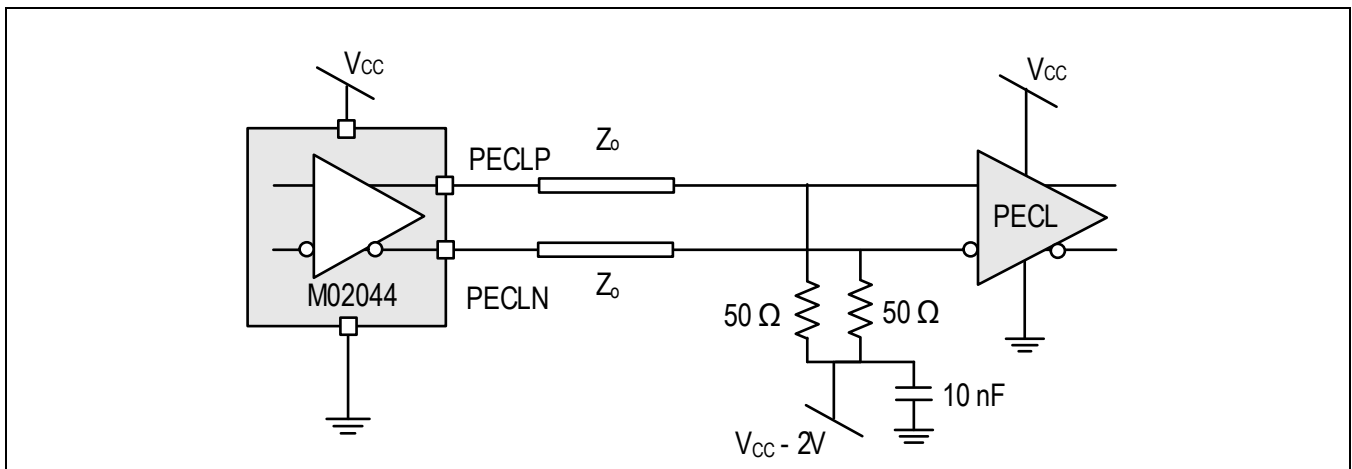 VCC
VCC
Zo
PECLP
PECL
M02044
PECLN
Zo
50 Ω
50 Ω
10 nF
VCC - 2V